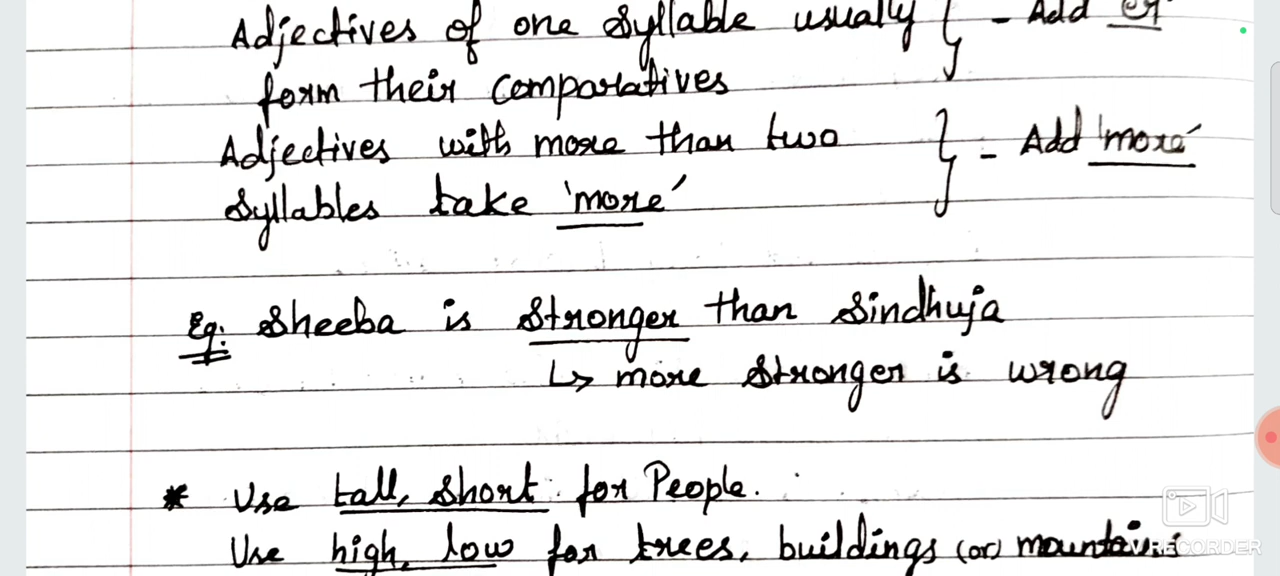 Adjectives of one syllable usually } - Add er
form their comparatives
Adjectives with more than two } - Add 'more'
syllables take 'more'
Eg: Sheeba is stronger than Sindhuja
↳ more stronger is wrong
* Use tall, short for People.
Use high, low for trees, buildings (or) mountains
RECORDER